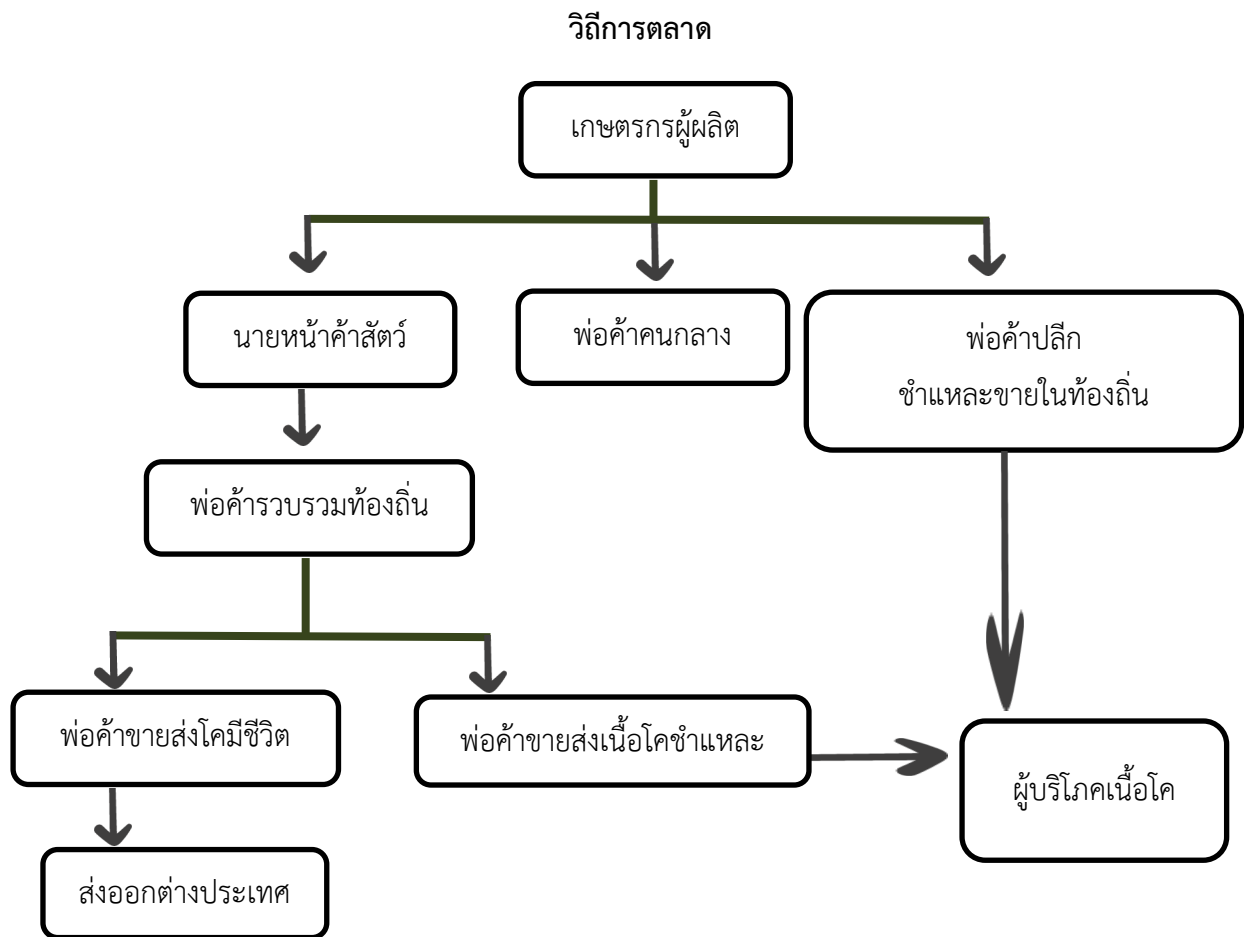 วิถีการตลาด
เกษตรกรผู้ผลิต
นายหน้าค้าสัตว์
พ่อค้าคนกลาง
พ่อค้าปลีก
ชำแหละขายในท้องถิ่น
พ่อค้ารวบรวมท้องถิ่น
พ่อค้าขายส่งโคมีชีวิต
พ่อค้าขายส่งเนื้อโคชำแหละ
ผู้บริโภคเนื้อโค
ส่งออกต่างประเทศ